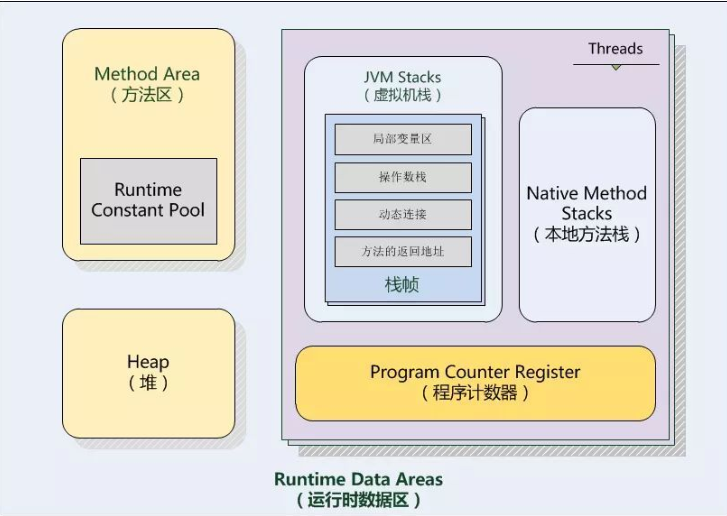 Method Area
（方法区）
Runtime
Constant Pool
Heap
（堆）
Threads
JVM Stacks
（虚拟机栈）
局部变量区
操作数栈
动态连接
方法的返回地址
栈帧
Native Method
Stacks
（本地方法栈）
Program Counter Register
（程序计数器）
Runtime Data Areas
（运行时数据区）